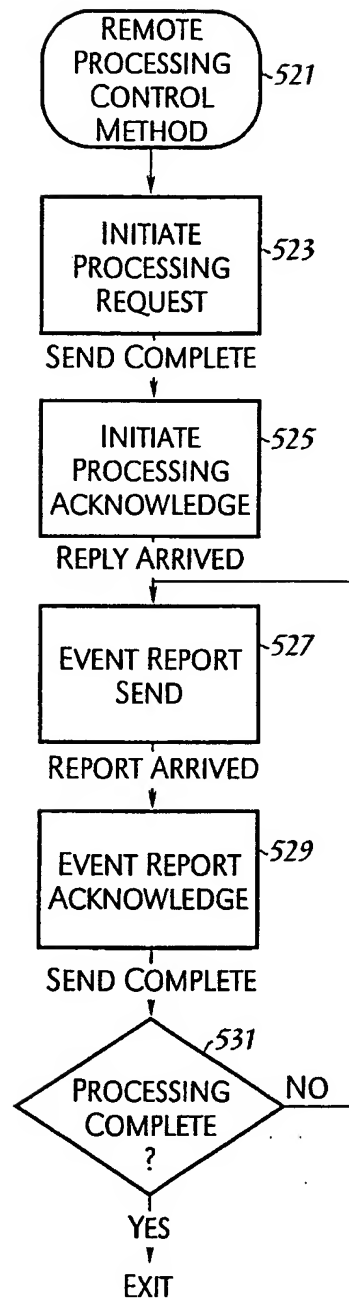 REMOTE
PROCESSING
CONTROL
METHOD
521
INITIATE
PROCESSING
REQUEST
523
SEND COMPLETE
INITIATE
PROCESSING
ACKNOWLEDGE
525
REPLY ARRIVED
EVENT REPORT
SEND
527
REPORT ARRIVED
EVENT REPORT
ACKNOWLEDGE
529
SEND COMPLETE
531
PROCESSING
COMPLETE
?
NO
YES
EXIT